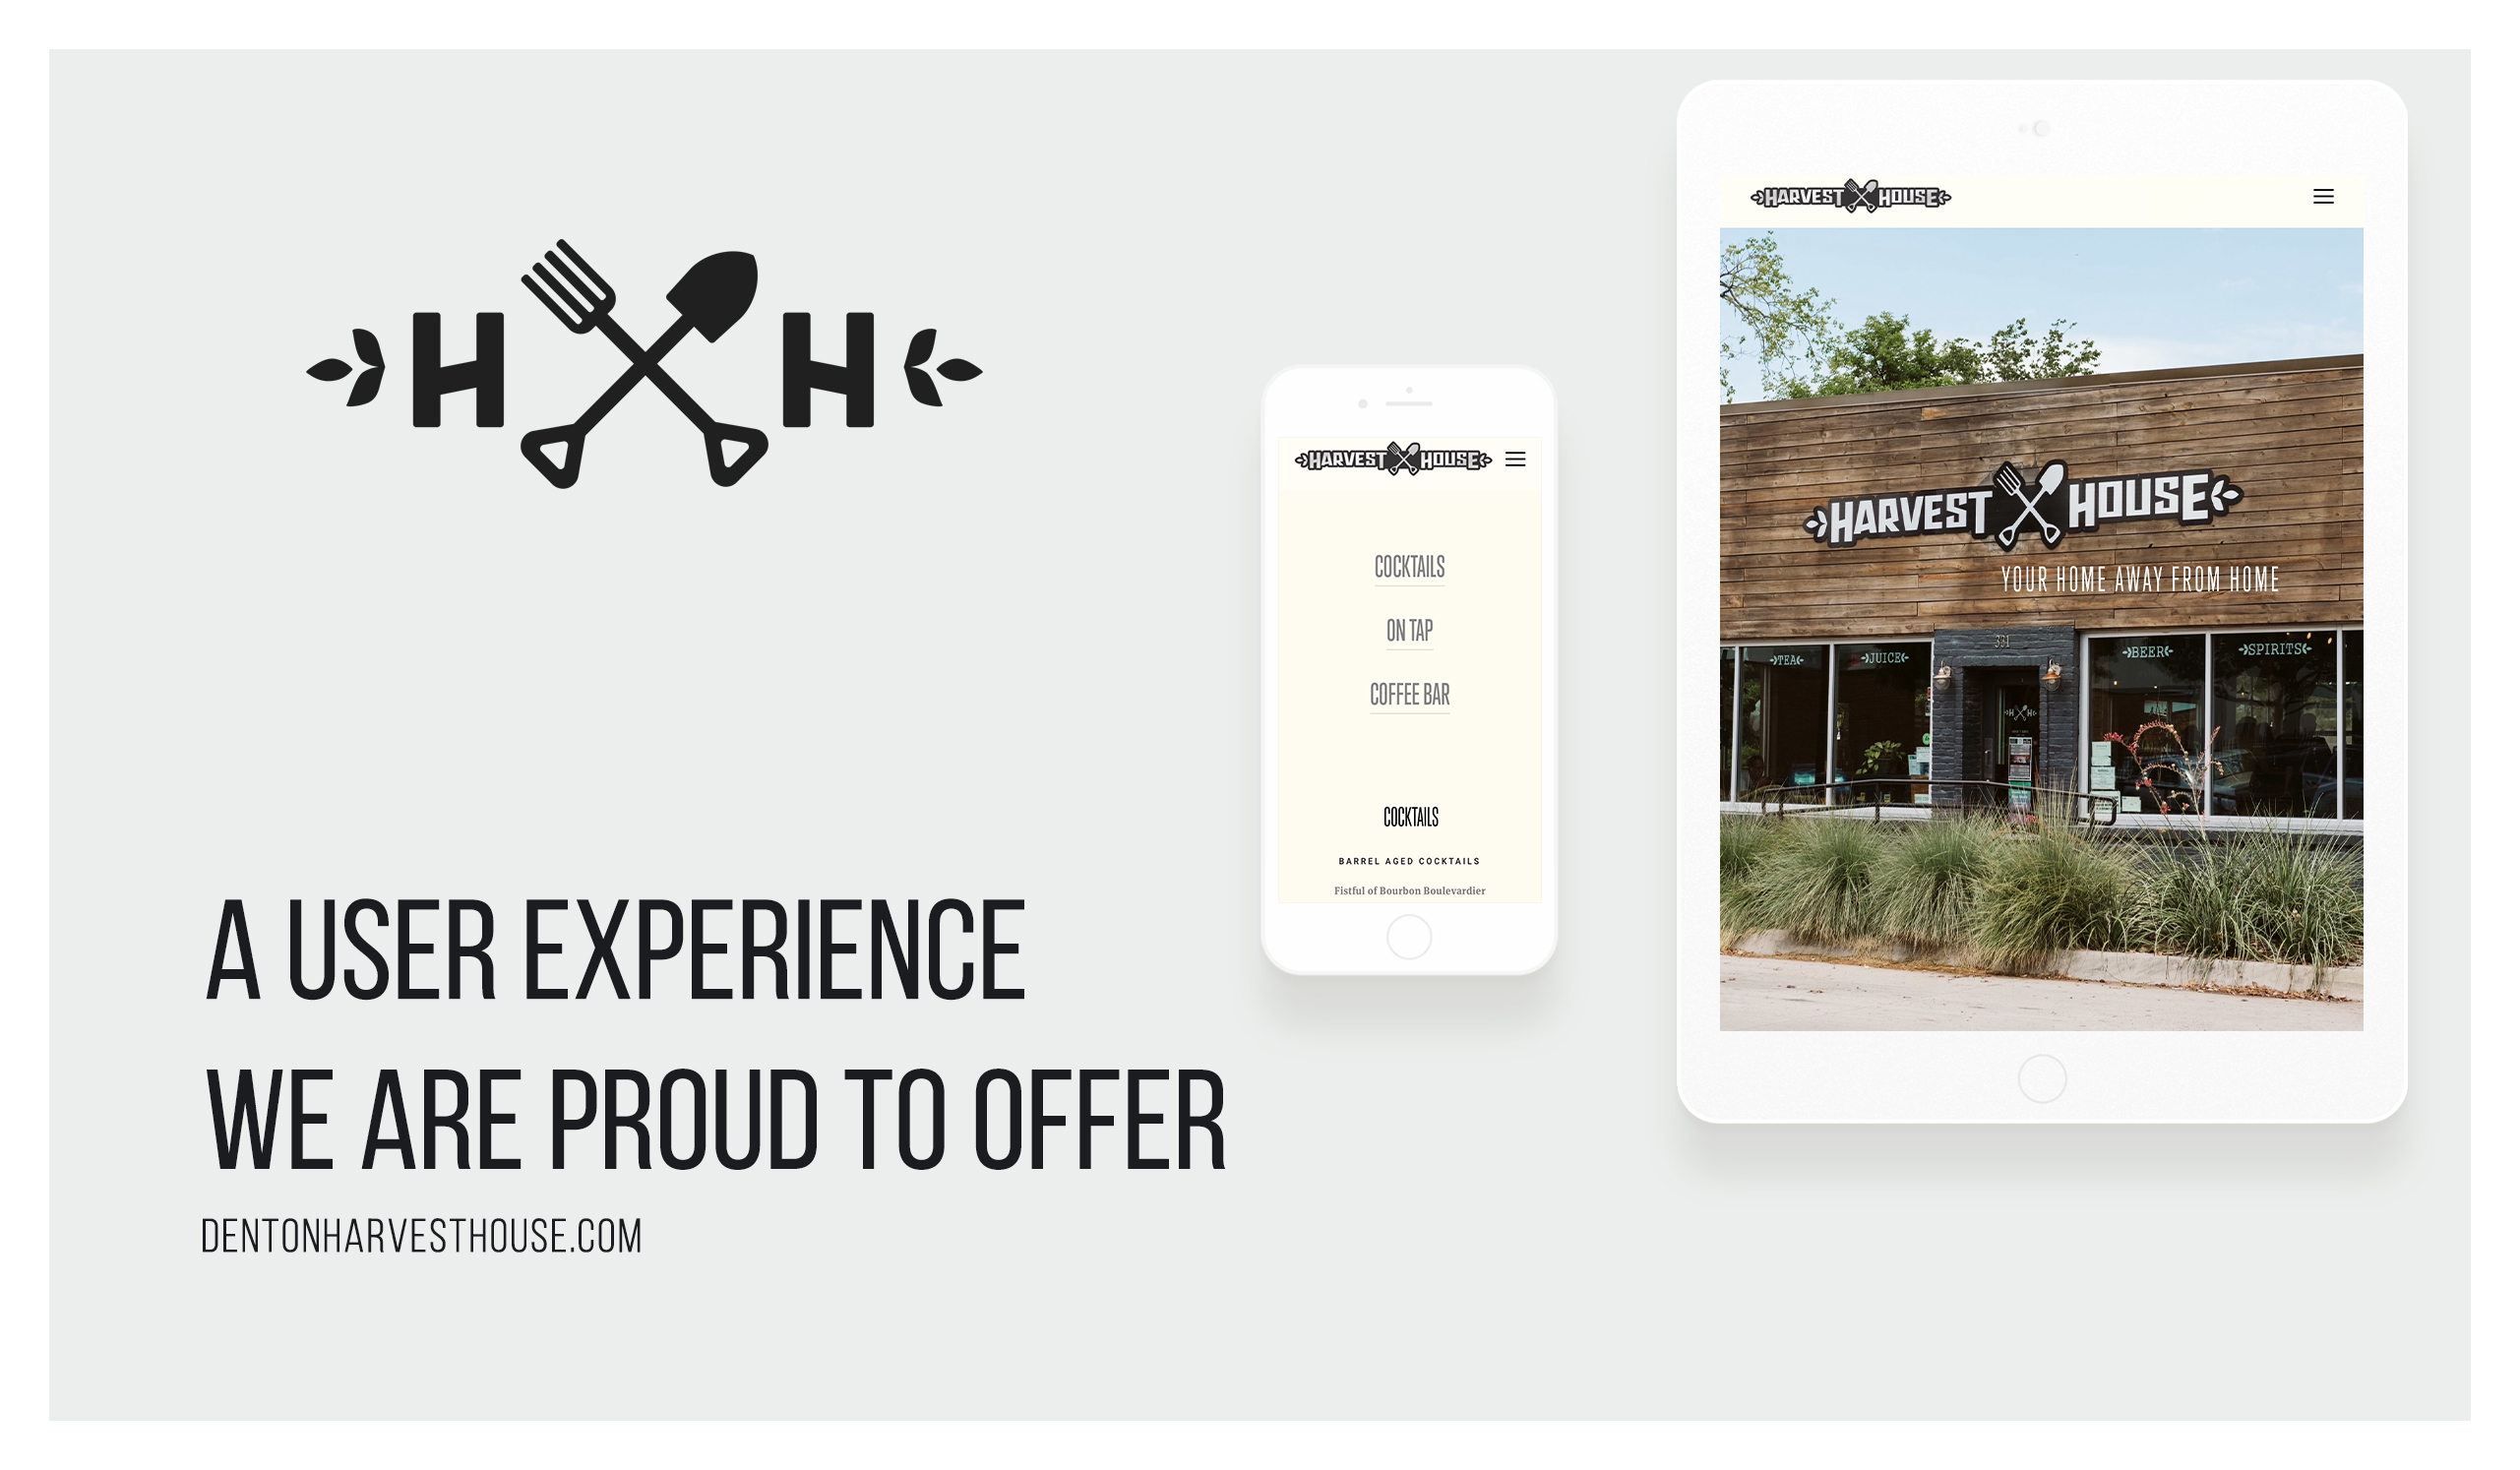 H H
A USER EXPERIENCE
WE ARE PROUD TO OFFER
DENTONHARVESTHOUSE.COM
HARVEST HOUSE
COCKTAILS
ON TAP
COFFEE BAR
COCKTAILS
BARREL AGED COCKTAILS
Fistful of Bourbon Boulevardier
HARVEST HOUSE
HARVEST HOUSE
YOUR HOME AWAY FROM HOME
331
TEA JUICE BEER SPIRITS
H H